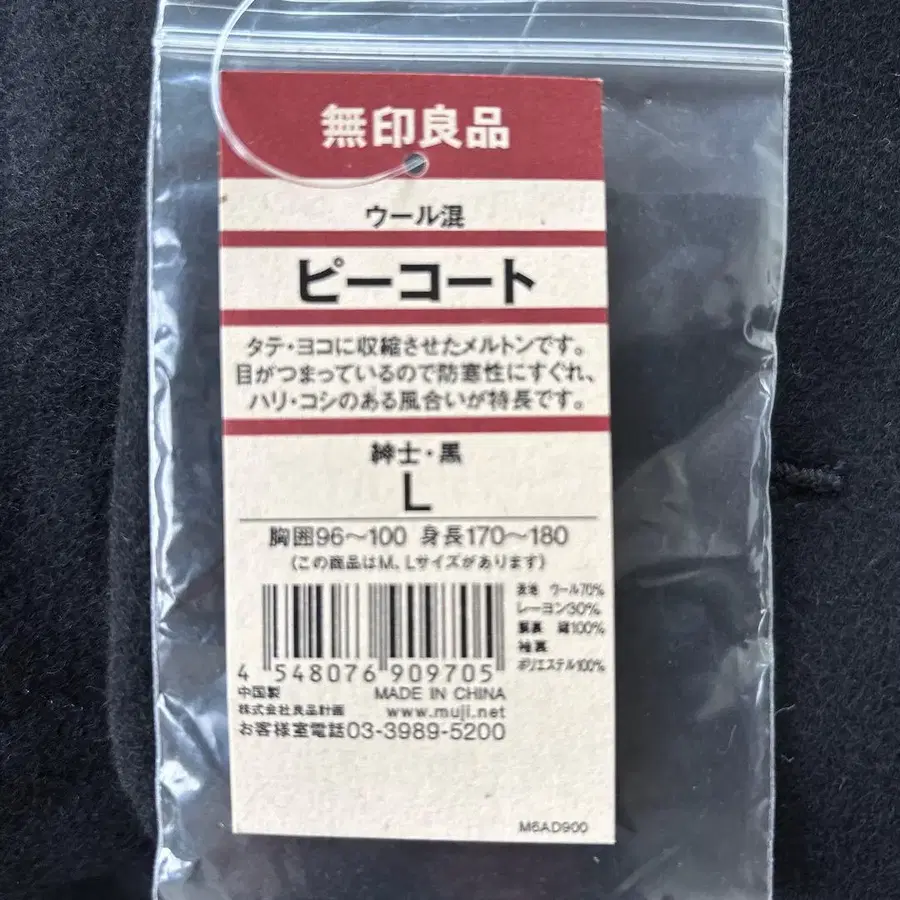 無印良品
ウール混
ピーコート
タテ・ヨコに収縮させたメルトンです。
目がつまっているので防寒性にすぐれ、
ハリ・コシのある風合いが特長です。
紳士・黒
L
胸囲96〜100 身長170〜180
(この商品はM、Lサイズがあります)
表地 ウール70%
レーヨン30%
胴裏 綿100%
袖裏
ポリエステル100%
4 548076 909705
中国製 MADE IN CHINA
株式会社良品計画 www.muji.net
お客様室電話03-3989-5200
M6AD900